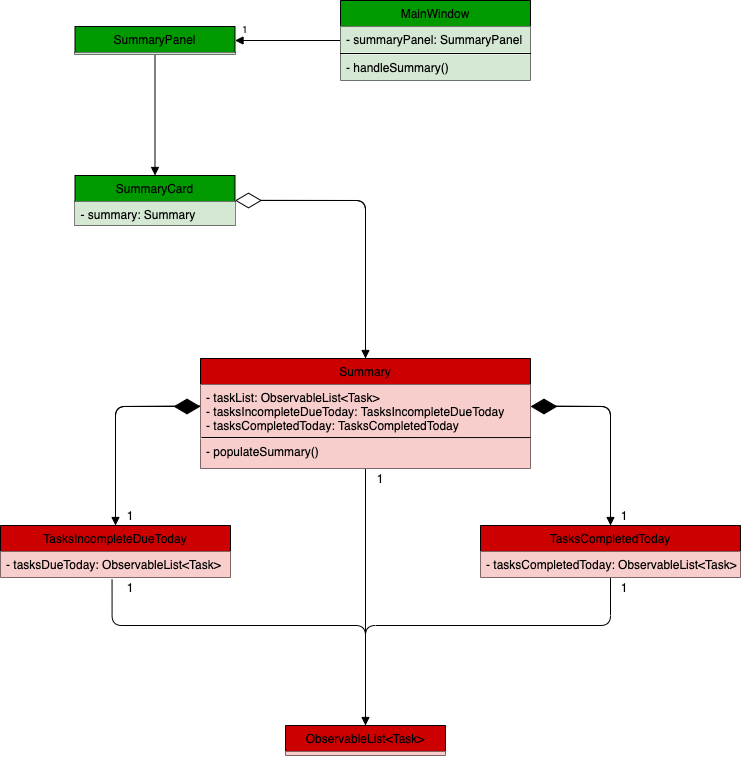 MainWindow
- summaryPanel: SummaryPanel
- handleSummary()
1
SummaryPanel
SummaryCard
- summary: Summary
Summary
- taskList: ObservableList<Task>
- tasksIncompleteDueToday: TasksIncompleteDueToday
- tasksCompletedToday: TasksCompletedToday
- populateSummary()
1
1
1
TasksIncompleteDueToday
- tasksDueToday: ObservableList<Task>
1
TasksCompletedToday
- tasksCompletedToday: ObservableList<Task>
1
ObservableList<Task>